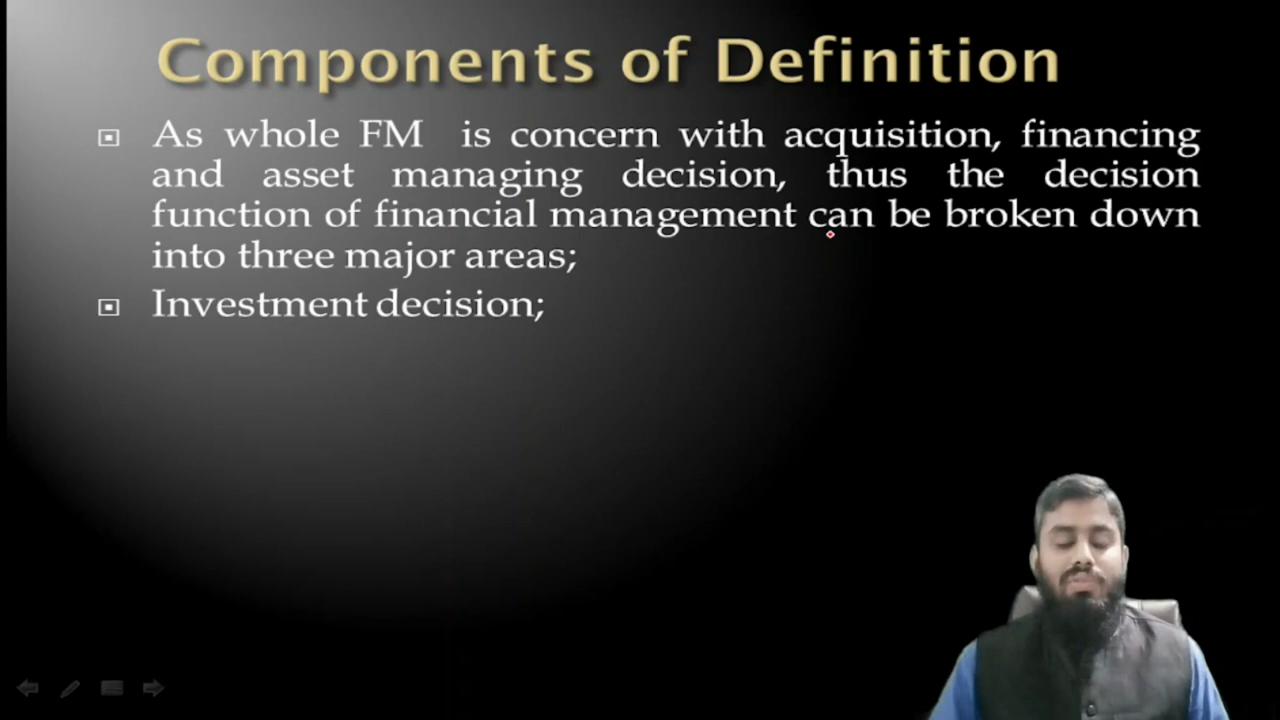 Components of Definition
As whole FM is concern with acquisition, financing
and asset managing decision, thus the decision
function of financial management can be broken down
into three major areas;
Investment decision;